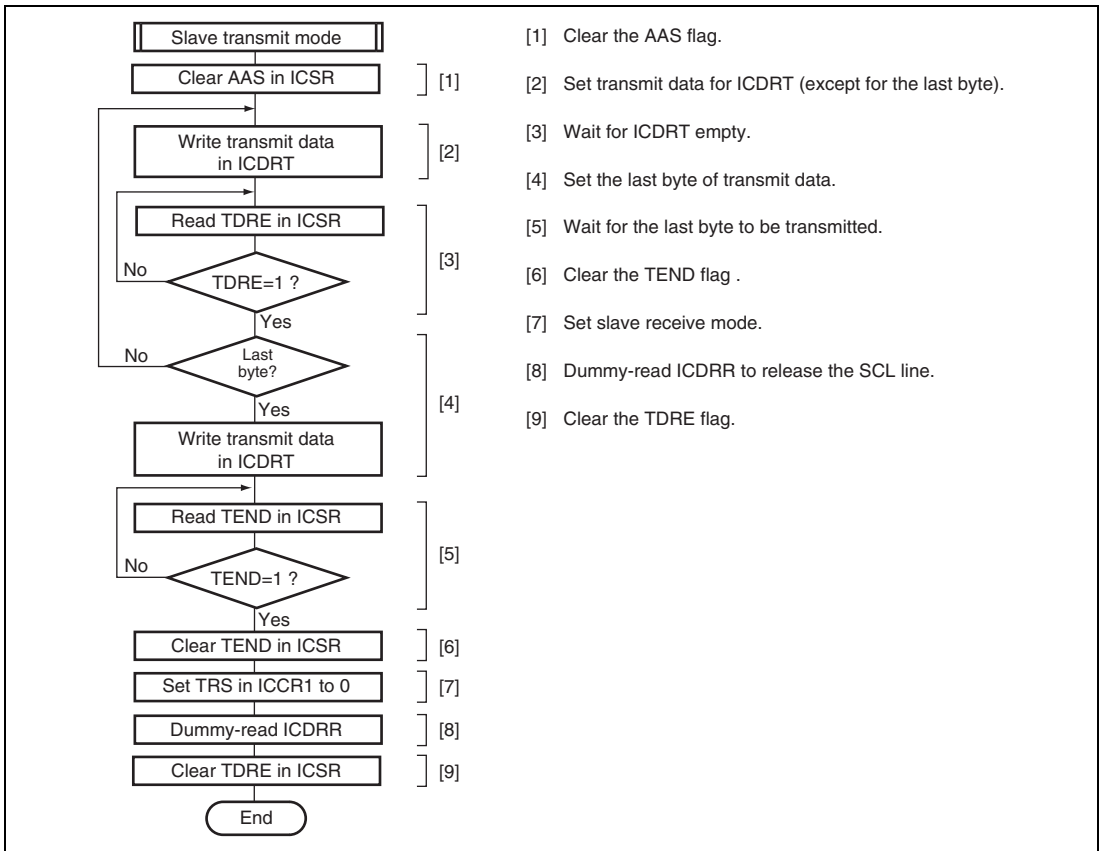 Slave transmit mode
Clear AAS in ICSR
[1]
Write transmit data
in ICDRT
[2]
Read TDRE in ICSR
No
TDRE=1 ?
[3]
Yes
No
Last
byte?
Yes
[4]
Write transmit data
in ICDRT
Read TEND in ICSR
No
TEND=1 ?
[5]
Yes
Clear TEND in ICSR
[6]
Set TRS in ICCR1 to 0
[7]
Dummy-read ICDRR
[8]
Clear TDRE in ICSR
[9]
End
[1] Clear the AAS flag.
[2] Set transmit data for ICDRT (except for the last byte).
[3] Wait for ICDRT empty.
[4] Set the last byte of transmit data.
[5] Wait for the last byte to be transmitted.
[6] Clear the TEND flag .
[7] Set slave receive mode.
[8] Dummy-read ICDRR to release the SCL line.
[9] Clear the TDRE flag.